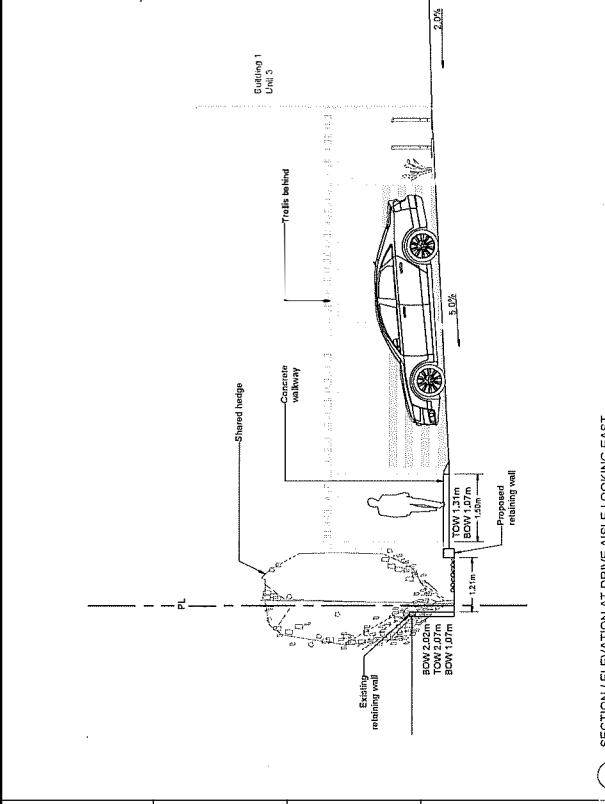 Building 1
Unit 3
Trellis behind
Shared hedge
Concrete
walkway
PL
2.0%
5.0%
TOW 1.31m
BOW 1.07m
1.50m
Proposed
retaining wall
1.21m
BOW 2.02m
TOW 2.07m
BOW 1.07m
Existing
retaining wall
SECTION / ELEVATION AT DRIVE AISLE LOOKING EAST